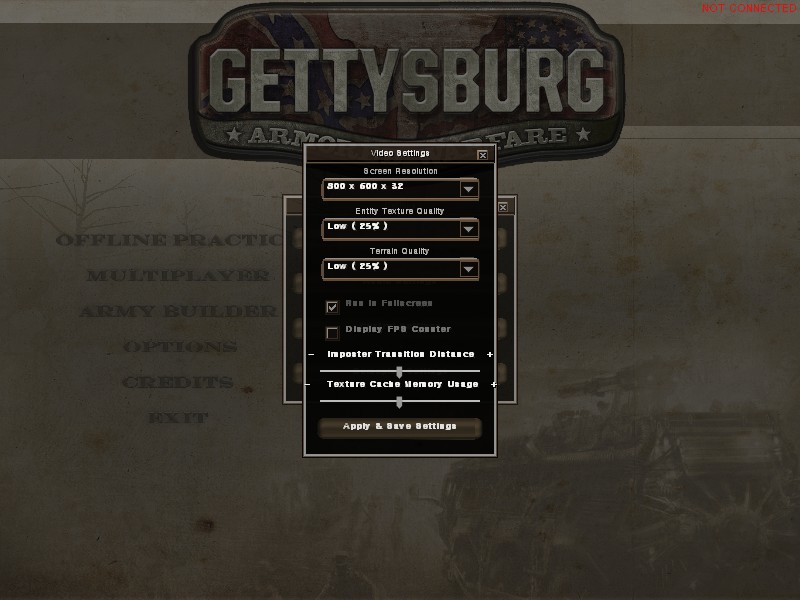 NOT CONNECTED
GETTYSBURG
Video Settings
Screen Resolution
800 x 600 x 32
Entity Texture Quality
Low ( 25% )
Terrain Quality
Low ( 25% )
Run in Fullscreen
Display FPS Counter
- Imposter Transition Distance +
- Texture Cache Memory Usage +
Apply & Save Settings
OFFLINE PRACTIC
MULTIPLAYER
ARMY BUILDER
OPTIONS
CREDITS
EXIT